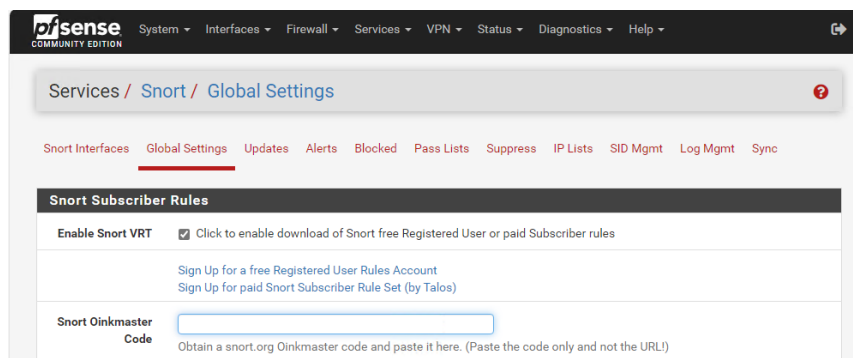 pfsense System Interfaces Firewall Services VPN Status Diagnostics Help
COMMUNITY EDITION
Services / Snort / Global Settings
Snort Interfaces Global Settings Updates Alerts Blocked Pass Lists Suppress IP Lists SID Mgmt Log Mgmt Sync
Snort Subscriber Rules
Enable Snort VRT Click to enable download of Snort free Registered User or paid Subscriber rules
Sign Up for a free Registered User Rules Account
Sign Up for paid Snort Subscriber Rule Set (by Talos)
Snort Oinkmaster
Code
Obtain a snort.org Oinkmaster code and paste it here. (Paste the code only and not the URL!)